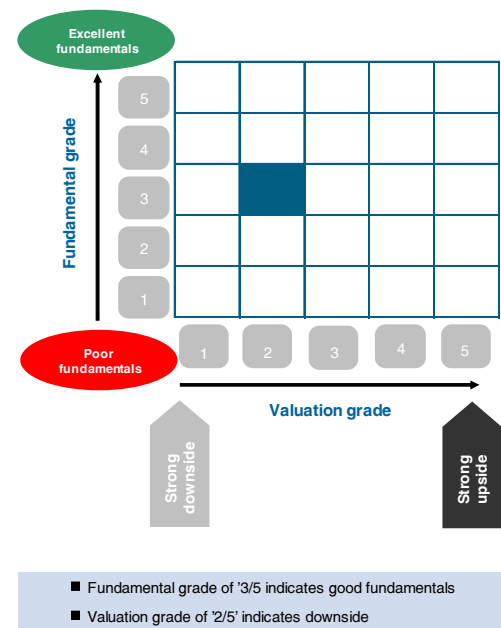 Excellent
fundamentals
Fundamental grade
5
4
3
2
1
Poor
fundamentals
1
2
3
4
5
Valuation grade
Strong
downside
Strong
upside
■ Fundamental grade of '3/5 indicates good fundamentals
■ Valuation grade of '2/5' indicates downside